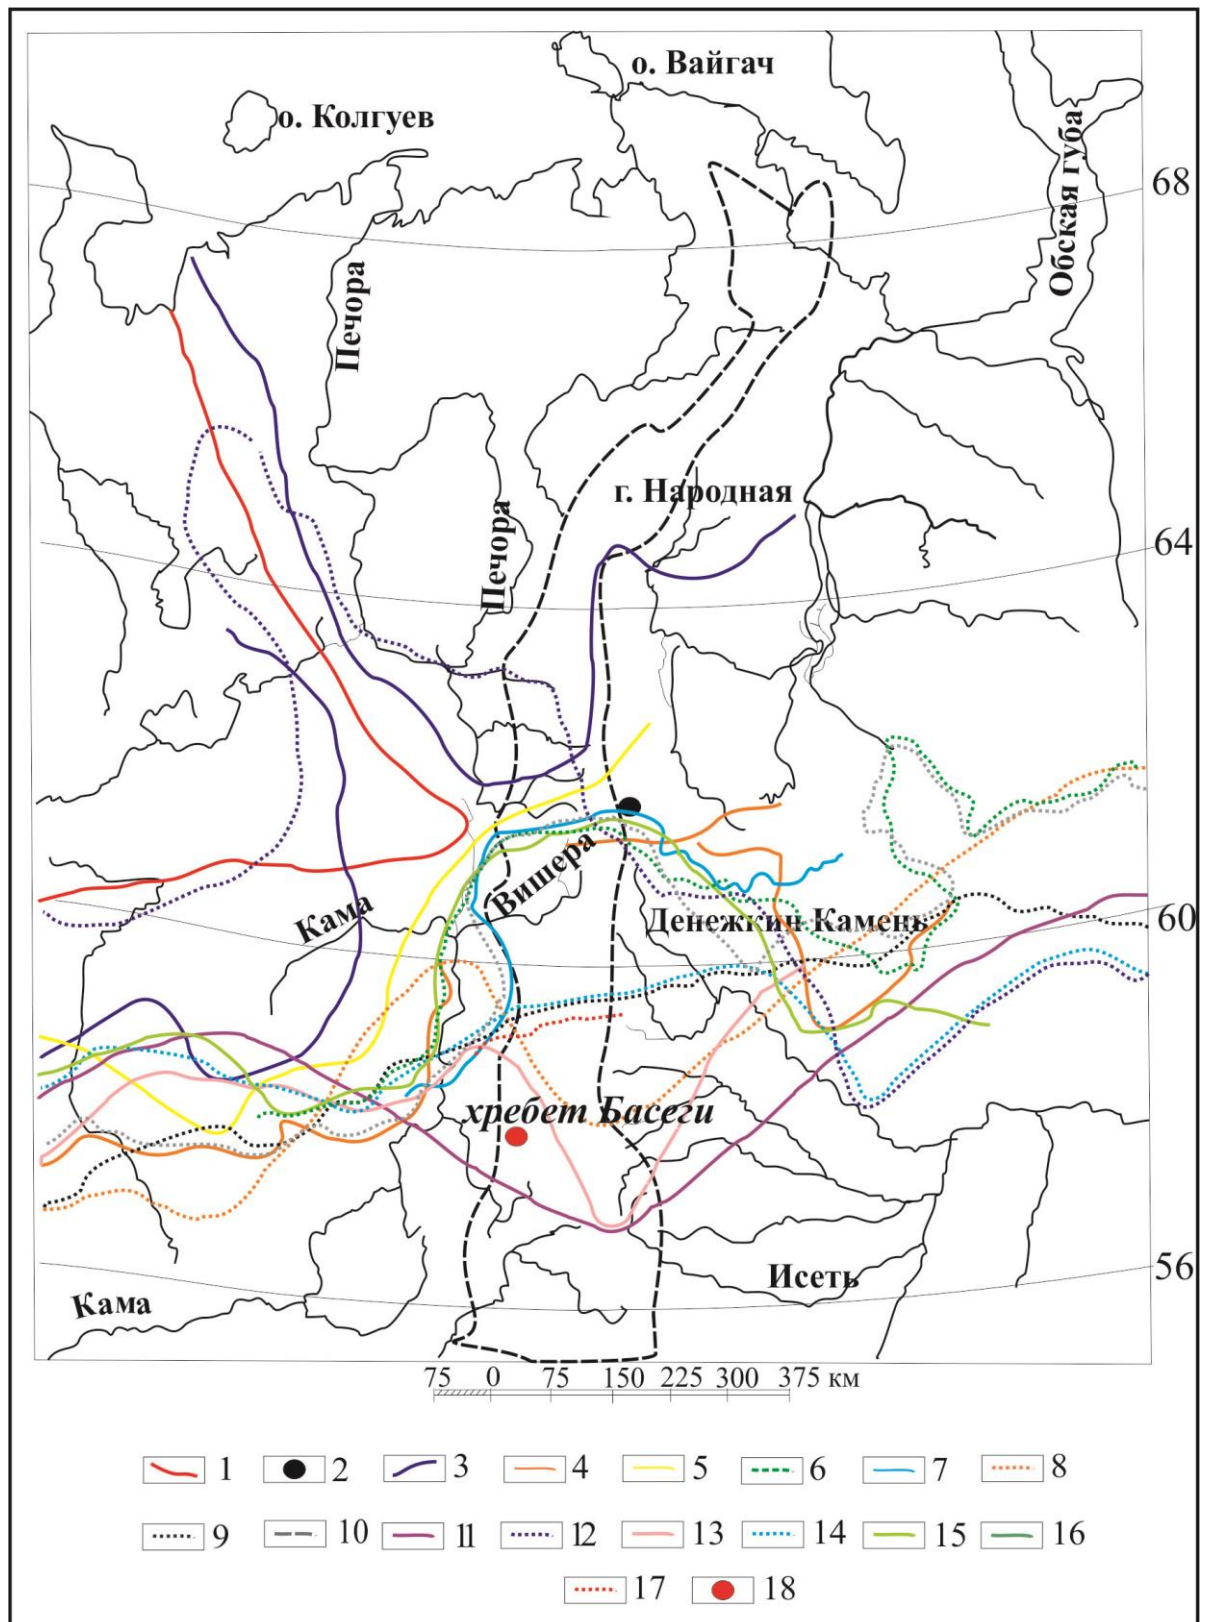 о. Вайгач
о. Колгуев
Обская губа
68
Печора
г. Народная
64
Печора
Вишера
Кама
Денежкин Камень
60
хребет Басеги
56
Исеть
Кама
75 0 75 150 225 300 375 км
1 2 3 4 5 6 7 8
9 10 11 12 13 14 15 16
17 18